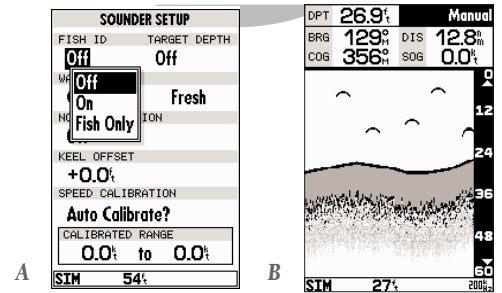 SOUNDER SETUP
FISH ID TARGET DEPTH
Off Off
Off
On
Fish Only
Fresh
KEEL OFFSET
+0.0ft
SPEED CALIBRATION
Auto Calibrate?
CALIBRATED RANGE
0.0kt to 0.0kt
SIM 54ft
A
DPT 26.9ft Manual
BRG 129°M DIS 12.8nm
COG 356°M SOG 0.0kt
0
12
24
36
48
60
SIM 27ft 200Hz
B